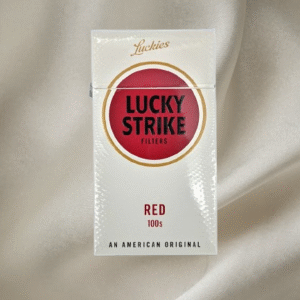 Luckies
LUCKY
STRIKE
FILTERS
RED
100s
AN AMERICAN ORIGINAL